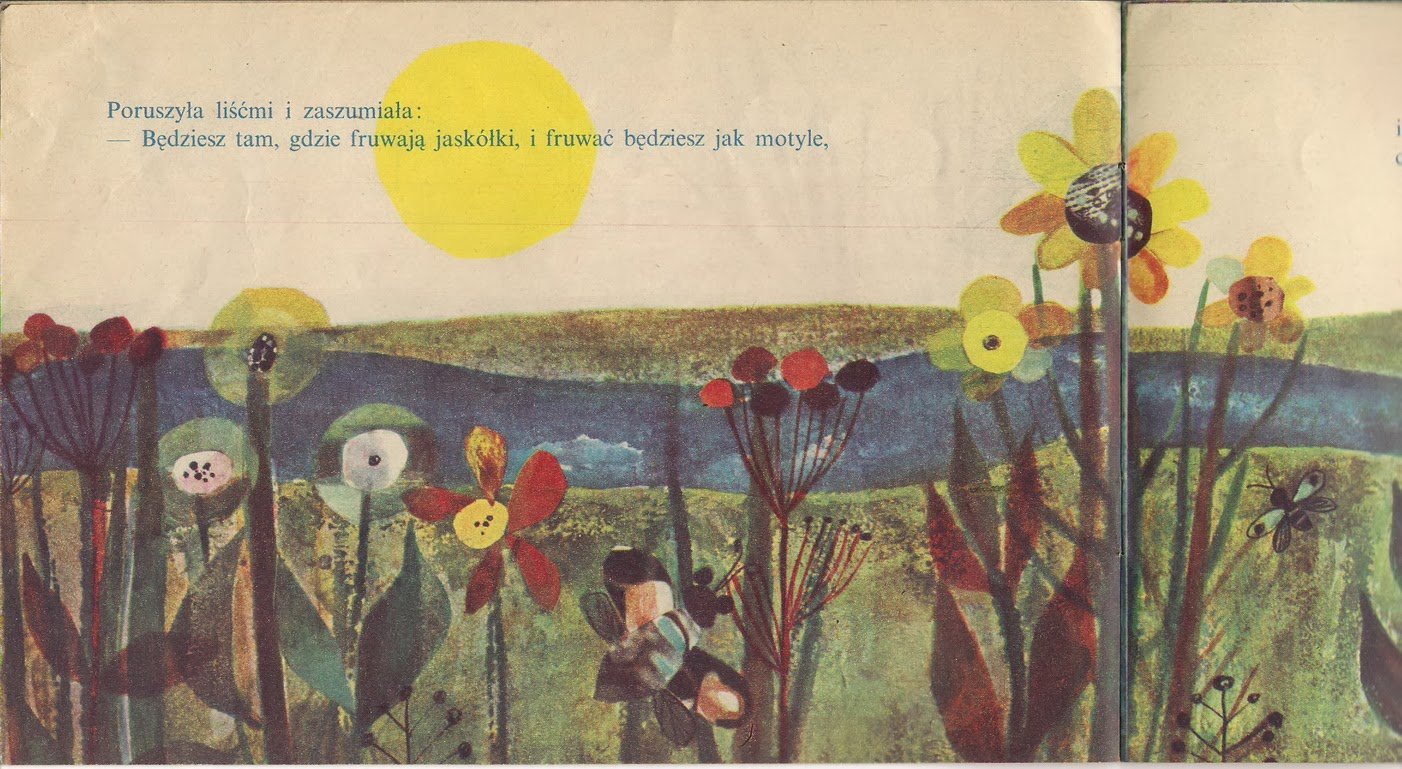 Poruszyła liśćmi i zaszumiała:
— Będziesz tam, gdzie fruwają jaskółki, i fruwać będziesz jak motyle,